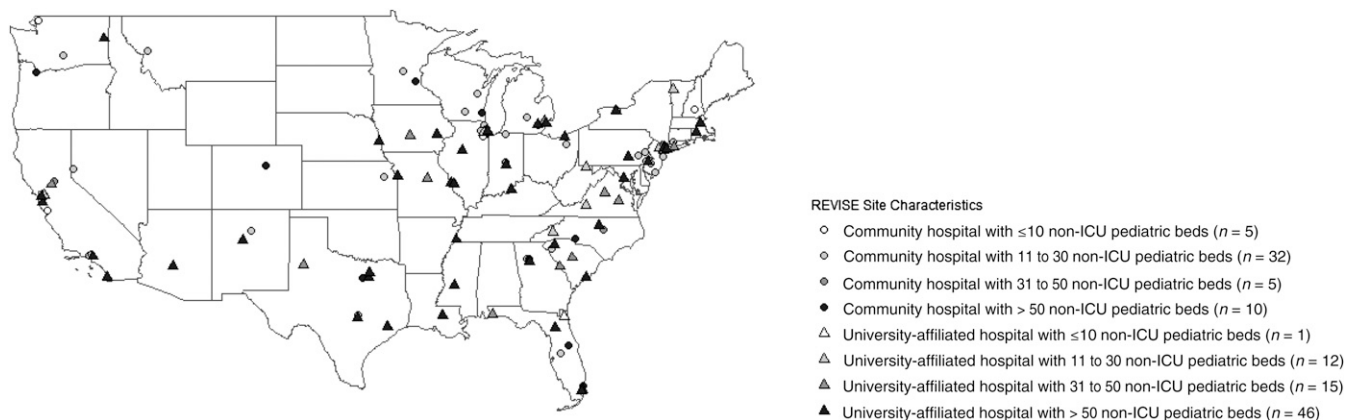 REVISE Site Characteristics
Community hospital with ≤10 non-ICU pediatric beds (n = 5)
Community hospital with 11 to 30 non-ICU pediatric beds (n = 32)
Community hospital with 31 to 50 non-ICU pediatric beds (n = 5)
Community hospital with > 50 non-ICU pediatric beds (n = 10)
University-affiliated hospital with ≤10 non-ICU pediatric beds (n = 1)
University-affiliated hospital with 11 to 30 non-ICU pediatric beds (n = 12)
University-affiliated hospital with 31 to 50 non-ICU pediatric beds (n = 15)
University-affiliated hospital with > 50 non-ICU pediatric beds (n = 46)